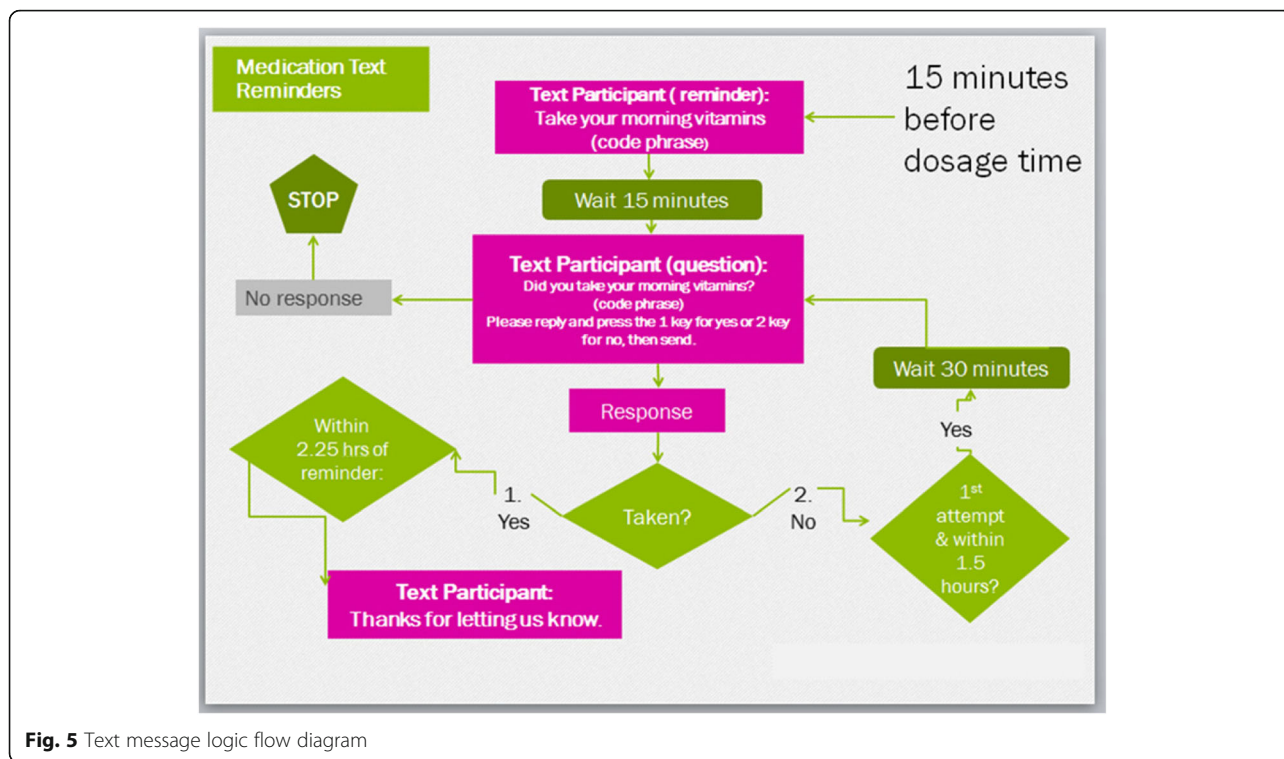 Medication Text
Reminders
Text Participant ( reminder):
Take your morning vitamins
(code phrase)
15 minutes
before
dosage time
STOP
Wait 15 minutes
Text Participant (question):
Did you take your morning vitamins?
(code phrase)
Please reply and press the 1 key for yes or 2 key
for no, then send.
No response
Wait 30 minutes
Response
Yes
Within
2.25 hrs of
reminder:
1.
Yes
Taken?
2.
No
1st
attempt
& within
1.5
hours?
Text Participant:
Thanks for letting us know.
Fig. 5 Text message logic flow diagram